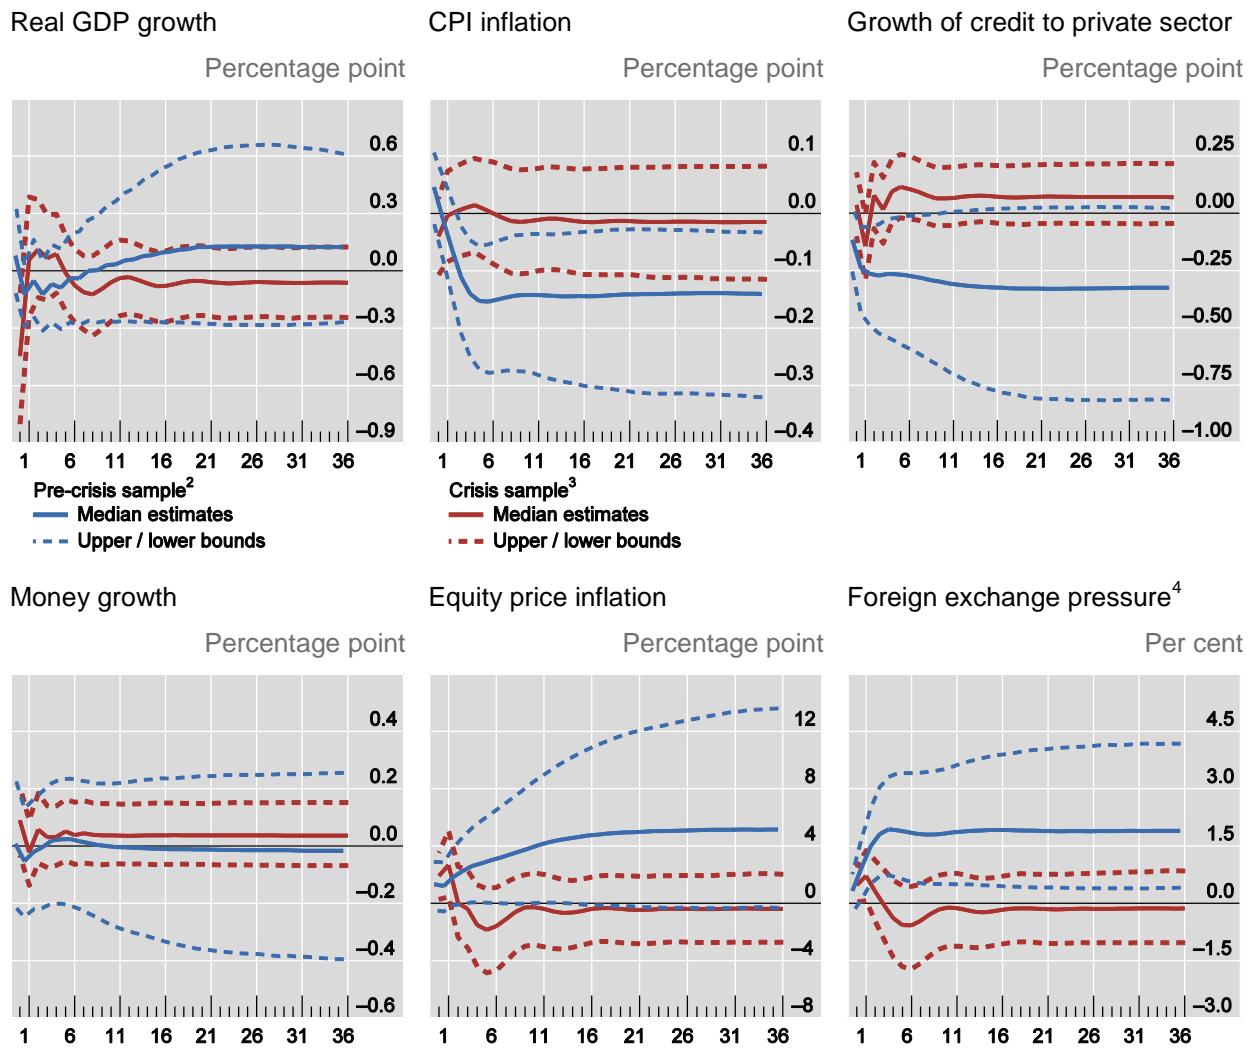 Real GDP growth
CPI inflation
Growth of credit to private sector
Percentage point
Percentage point
Percentage point
0.6
0.3
0.0
–0.3
–0.6
–0.9
1 6 11 16 21 26 31 36
0.1
0.0
–0.1
–0.2
–0.3
–0.4
1 6 11 16 21 26 31 36
0.25
0.00
–0.25
–0.50
–0.75
–1.00
1 6 11 16 21 26 31 36
Pre-crisis sample2
Median estimates
Upper / lower bounds
Crisis sample3
Median estimates
Upper / lower bounds
Money growth
Equity price inflation
Foreign exchange pressure4
Percentage point
Percentage point
Per cent
0.4
0.2
0.0
–0.2
–0.4
–0.6
1 6 11 16 21 26 31 36
12
8
4
0
–4
–8
1 6 11 16 21 26 31 36
4.5
3.0
1.5
0.0
–1.5
–3.0
1 6 11 16 21 26 31 36